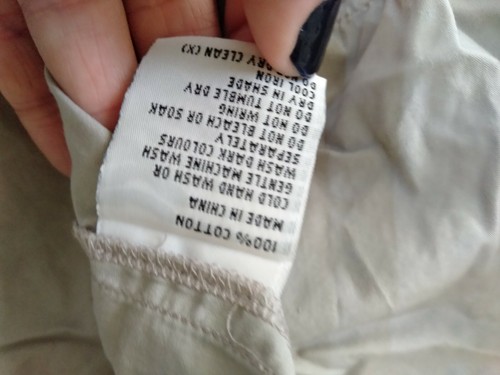 100% COTTON
MADE IN CHINA
COLD HAND WASH OR
GENTLE MACHINE WASH
WASH DARK COLOURS
SEPARATELY
DO NOT BLEACH OR SOAK
DO NOT WRING
DO NOT TUMBLE DRY
DRY IN SHADE
COOL IRON
DRY CLEAN (X)